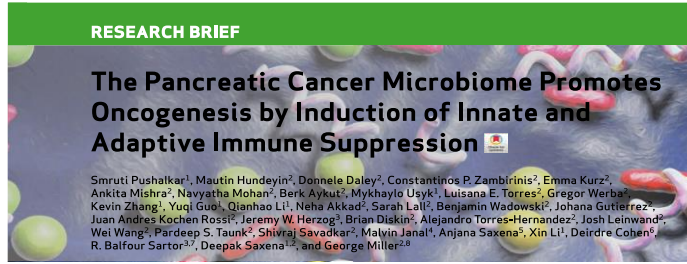 RESEARCH BRIEF
The Pancreatic Cancer Microbiome Promotes
Oncogenesis by Induction of Innate and
Adaptive Immune Suppression
Smruti Pushalkar¹, Mautin Hundeyin², Donnele Daley², Constantinos P. Zambirinis², Emma Kurz²,
Ankita Mishra², Navyatha Mohan², Berk Aykut², Mykhaylo Usyk¹, Luisana E. Torres², Gregor Werba²,
Kevin Zhang¹, Yuqi Guo¹, Qianhao Li¹, Neha Akkad², Sarah Lall², Benjamin Wadowski², Johana Gutierrez²,
Juan Andres Kochen Rossi², Jeremy W. Herzog³, Brian Diskin², Alejandro Torres-Hernandez², Josh Leinwand²,
Wei Wang², Pardeep S. Taunk², Shivraj Savadkar², Malvin Janal⁴, Anjana Saxena⁵, Xin Li¹, Deirdre Cohen⁶,
R. Balfour Sartor³,⁷, Deepak Saxena¹,², and George Miller²,⁸